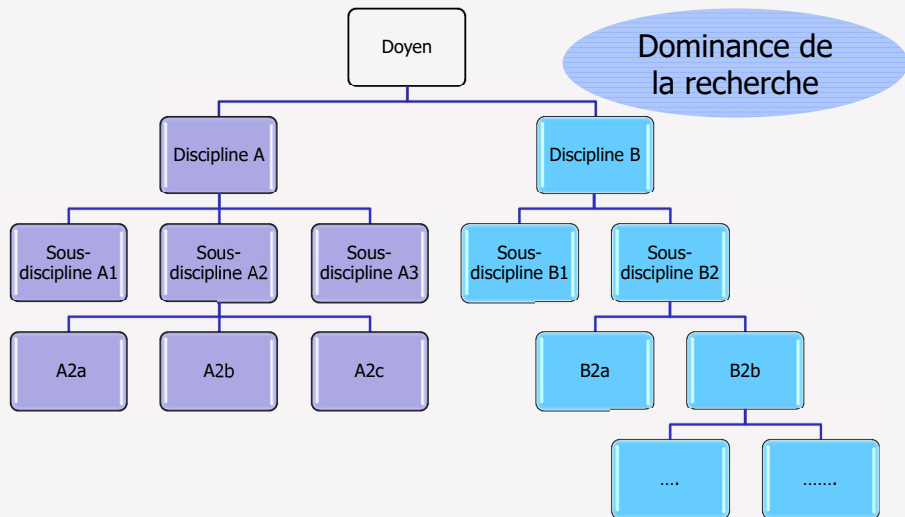 Doyen
Dominance de
la recherche
Discipline A
Discipline B
Sous-
discipline A1
Sous-
discipline A2
Sous-
discipline A3
Sous-
discipline B1
Sous-
discipline B2
A2a
A2b
A2c
B2a
B2b
….
…….